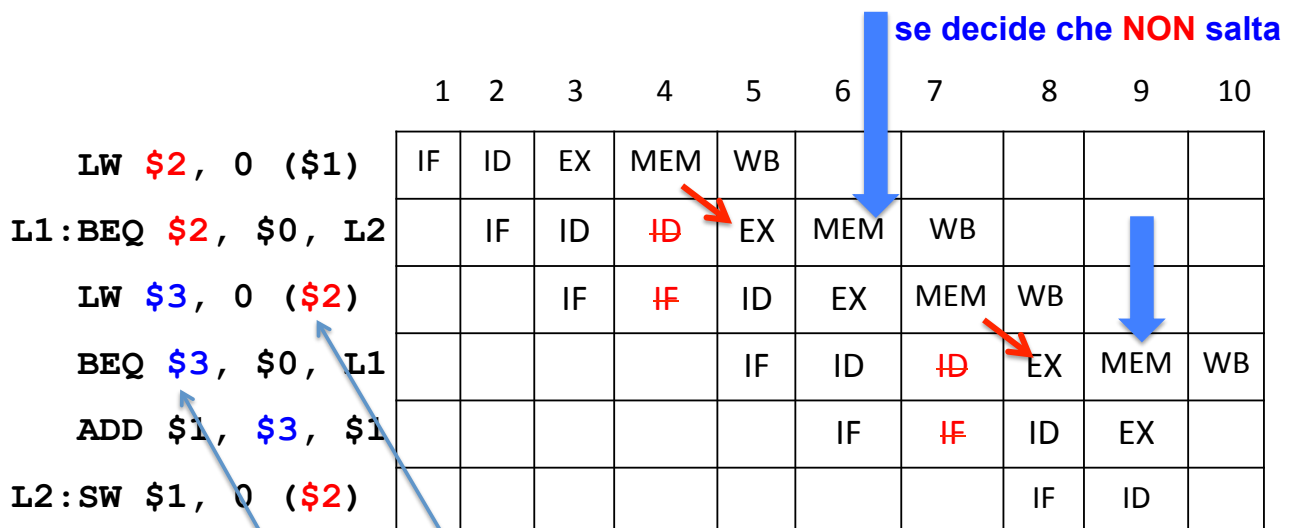 se decide che NON salta
1 2 3 4 5 6 7 8 9 10
LW $2, 0 ($1) IF ID EX MEM WB
L1:BEQ $2, $0, L2 IF ID ID EX MEM WB
LW $3, 0 ($2) IF IF ID EX MEM WB
BEQ $3, $0, L1 IF ID ID EX MEM WB
ADD $1, $3, $1 IF IF ID EX
L2:SW $1, 0 ($2) IF ID